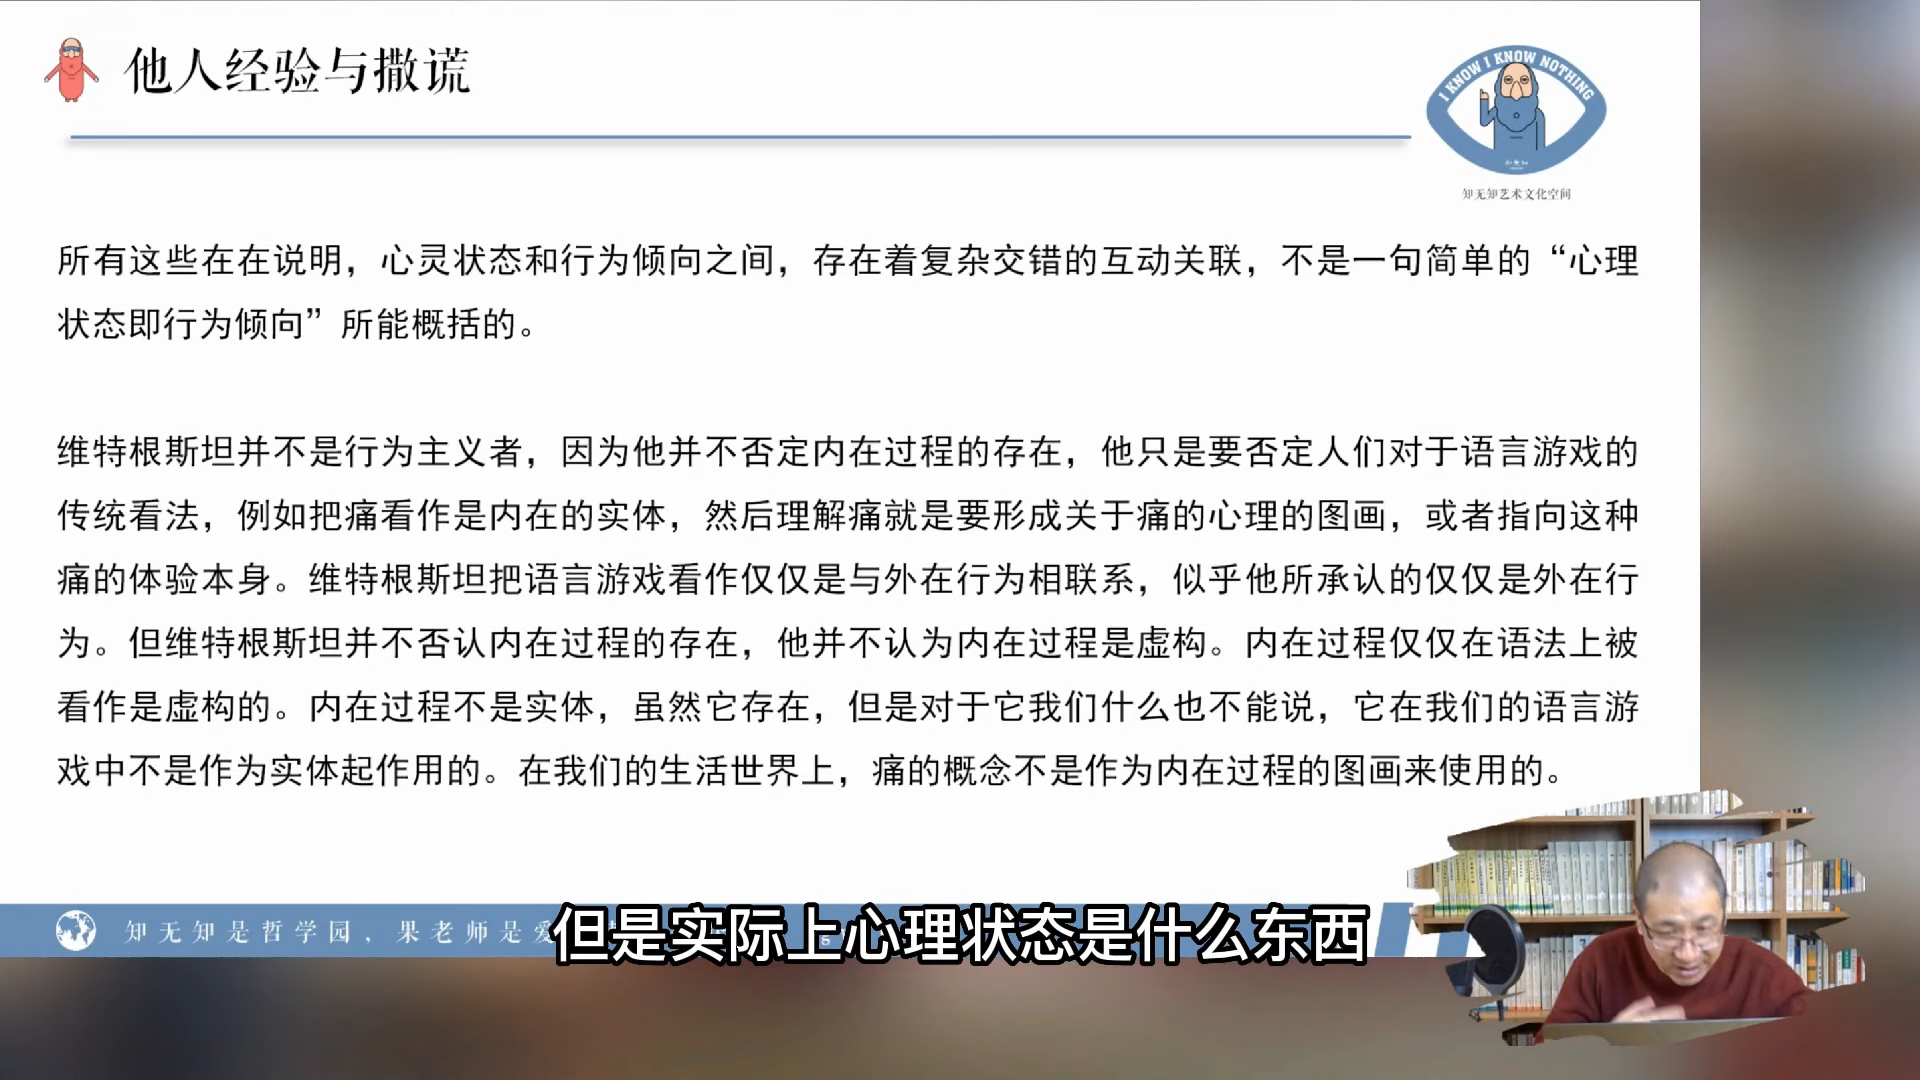 他人经验与撒谎
I KNOW I KNOW NOTHING
知无知艺术文化空间
所有这些在在说明，心灵状态和行为倾向之间，存在着复杂交错的互动关联，不是一句简单的“心理
状态即行为倾向”所能概括的。
维特根斯坦并不是行为主义者，因为他并不否定内在过程的存在，他只是要否定人们对于语言游戏的
传统看法，例如把痛看作是内在的实体，然后理解痛就是要形成关于痛的心理的图画，或者指向这种
痛的体验本身。维特根斯坦把语言游戏看作仅仅是与外在行为相联系，似乎他所承认的仅仅是外在行
为。但维特根斯坦并不否认内在过程的存在，他并不认为内在过程是虚构。内在过程仅仅在语法上被
看作是虚构的。内在过程不是实体，虽然它存在，但是对于它我们什么也不能说，它在我们的语言游
戏中不是作为实体起作用的。在我们的生活世界上，痛的概念不是作为内在过程的图画来使用的。
知无知是哲学园，果老师是爱
但是实际上心理状态是什么东西